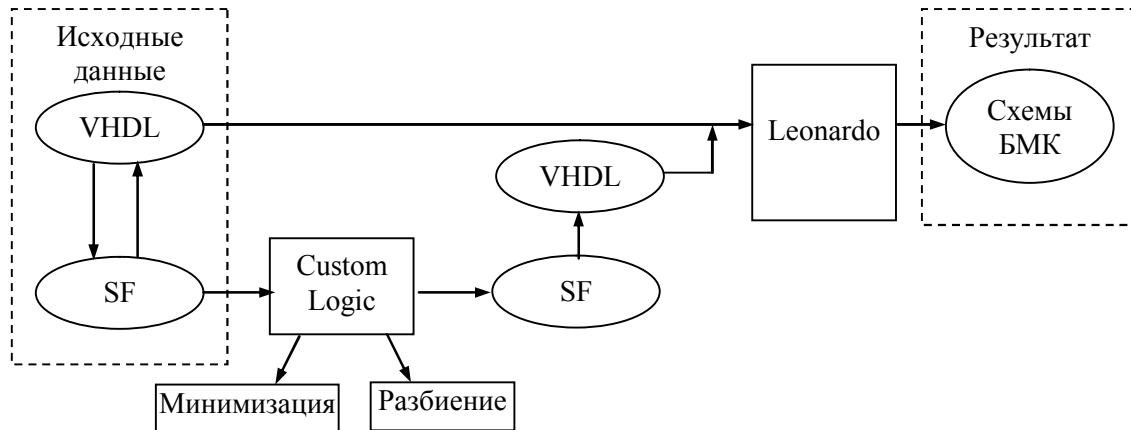 Исходные
данные
VHDL
SF
Custom
Logic
Минимизация
Разбиение
SF
VHDL
Leonardo
Результат
Схемы
БМК